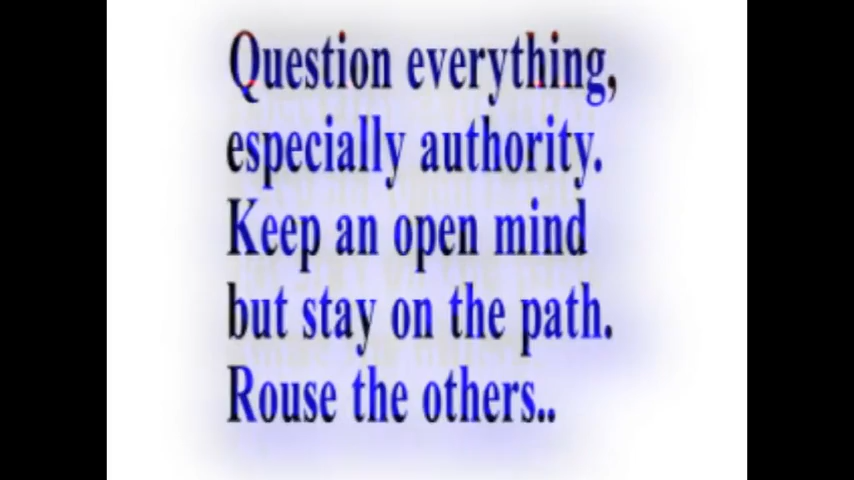 Question everything,
especially authority.
Keep an open mind
but stay on the path.
Rouse the others..